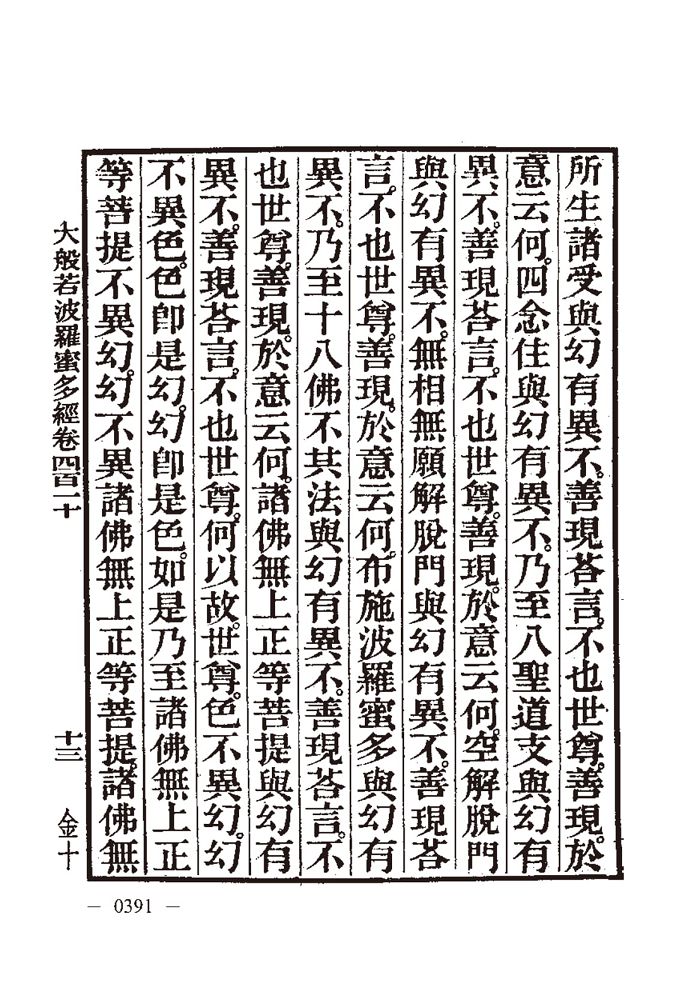 所生諸受與幻有異不。善現荅言。不也世尊。善現。於
意云何。四念住與幻有異不。乃至八聖道支與幻有
異不。善現荅言。不也世尊。善現。於意云何。空解脫門
與幻有異不。無相無願解脫門與幻有異不。善現荅
言。不也世尊。善現。於意云何。布施波羅蜜多與幻有
異不。乃至十八佛不共法與幻有異不。善現荅言。不
也世尊。善現。於意云何。諸佛無上正等菩提與幻有
異不。善現荅言。不也世尊。何以故。世尊。色不異幻。幻
不異色。色卽是幻。幻卽是色。如是乃至諸佛無上正
等菩提不異幻。幻不異諸佛無上正等菩提。諸佛無
大般若波羅蜜多經卷四百二十 十三 金十
— 0391 —